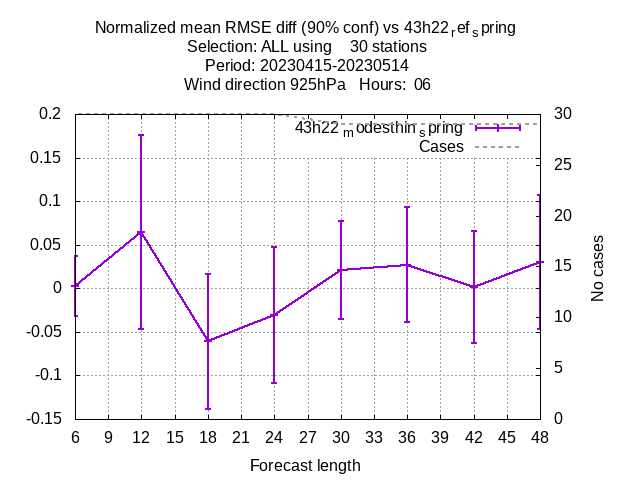 Normalized mean RMSE diff (90% conf) vs 43h22refspring
Selection: ALL using 30 stations
Period: 20230415-20230514
Wind direction 925hPa Hours: 06
43h22modesthinspring
Cases
0.2
0.15
0.1
0.05
0
-0.05
-0.1
-0.15
30
25
20
15
10
5
0
No cases
6 9 12 15 18 21 24 27 30 33 36 39 42 45 48
Forecast length